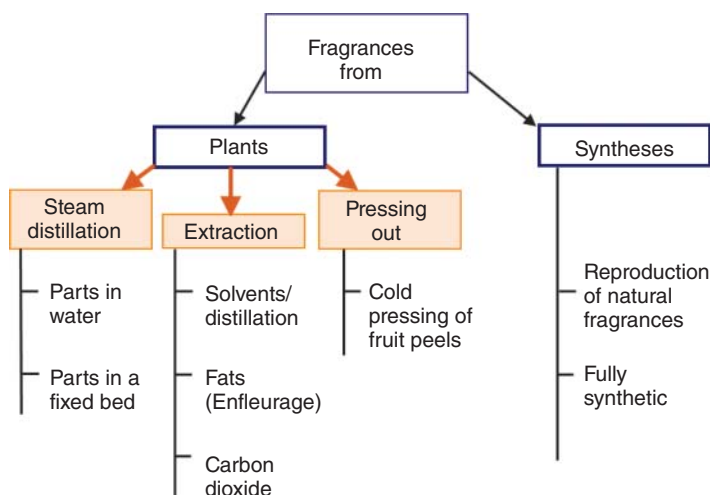 Fragrances
from
Plants
Syntheses
Steam
distillation
Extraction
Pressing
out
Parts in
water
Parts in a
fixed bed
Solvents/
distillation
Fats
(Enfleurage)
Carbon
dioxide
Cold
pressing of
fruit peels
Reproduction
of natural
fragrances
Fully
synthetic